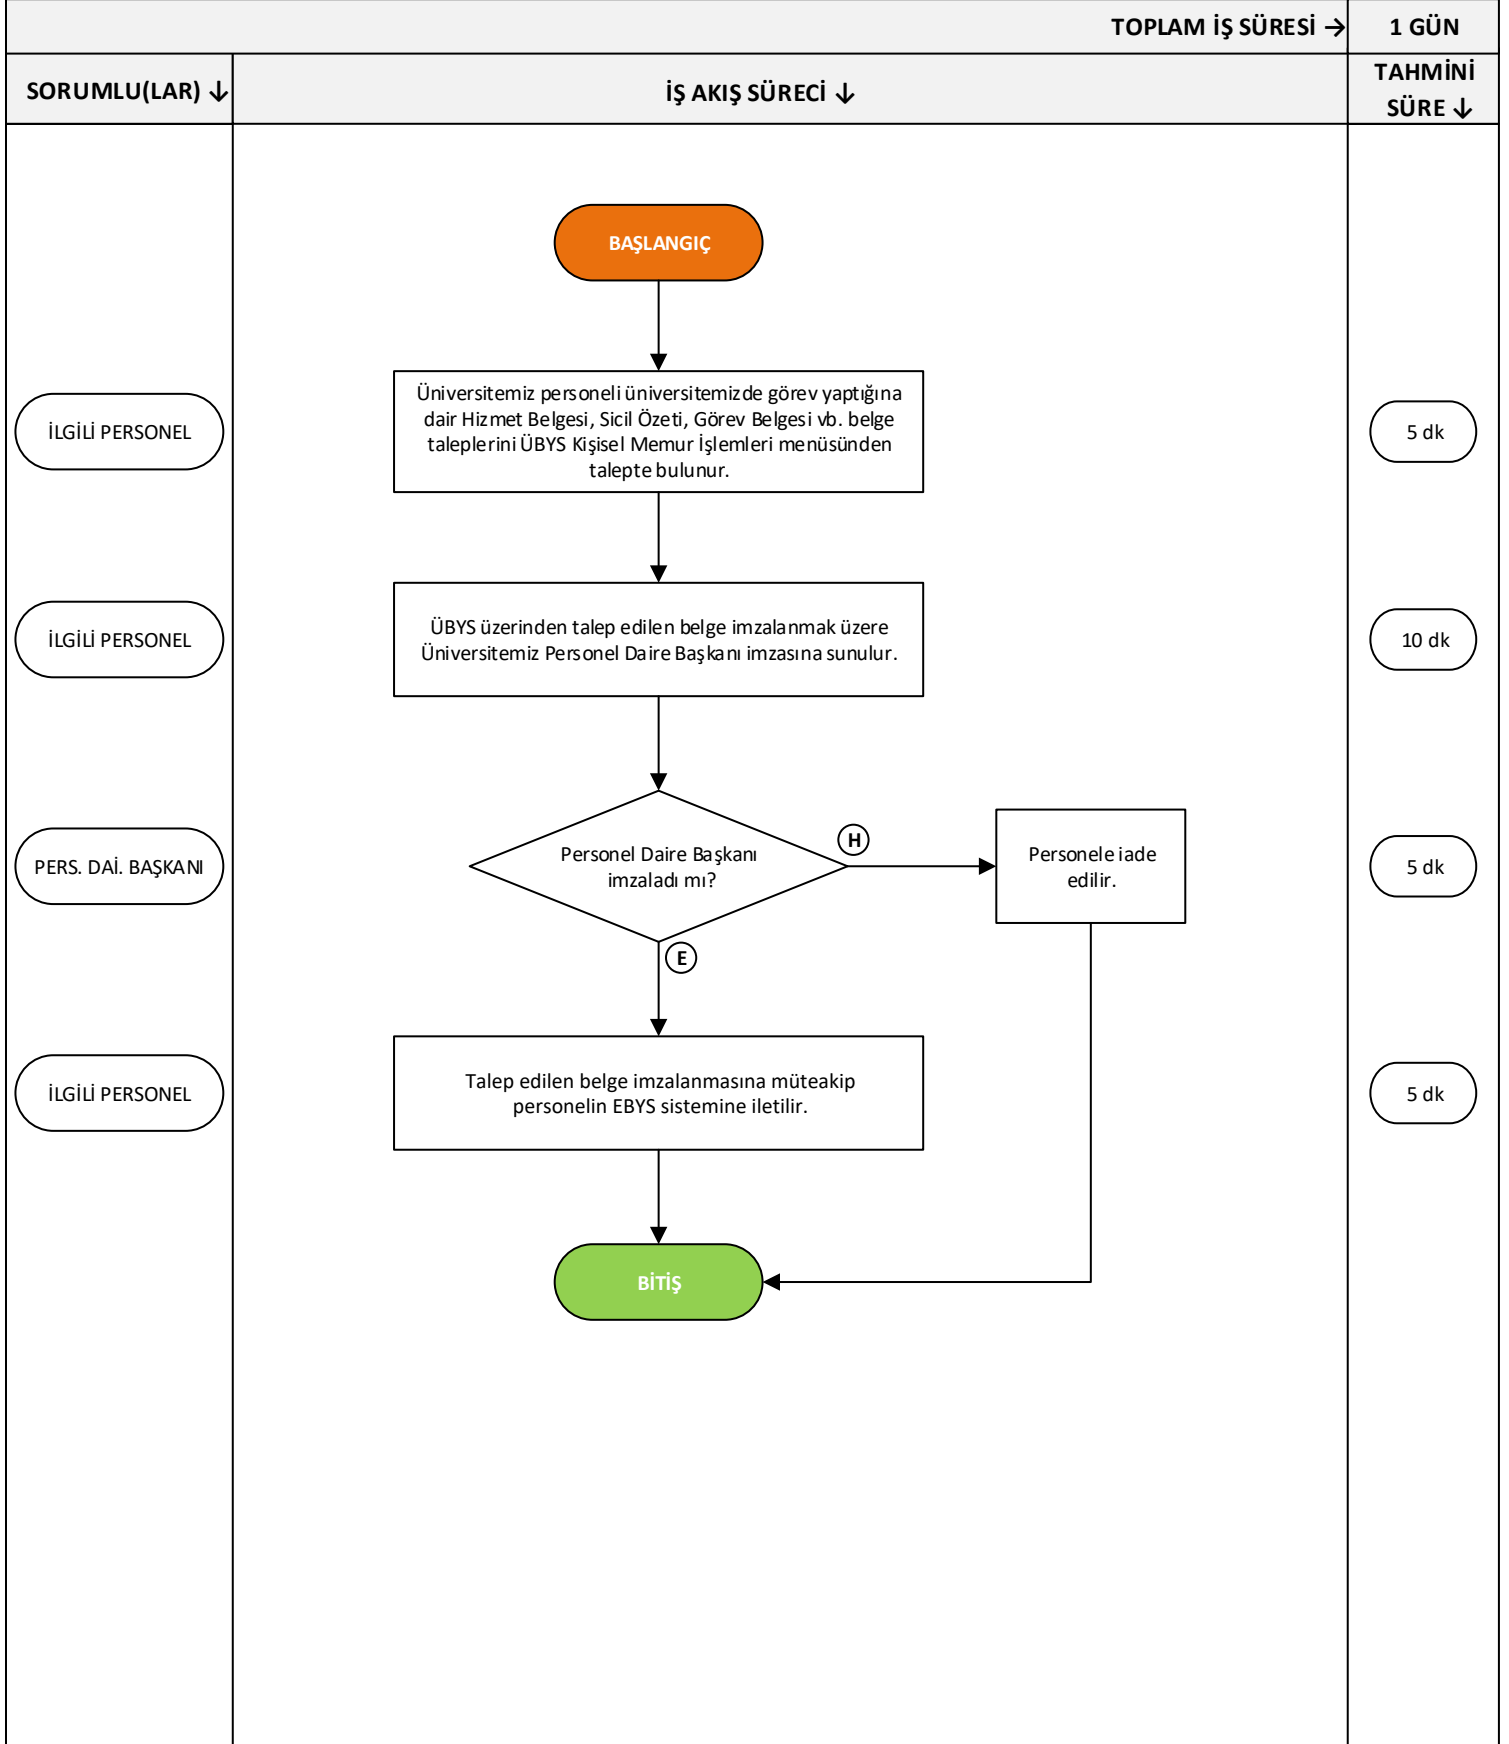 TOPLAM İŞ SÜRESİ → 1 GÜN
SORUMLU(LAR) ↓
İŞ AKIŞ SÜRECİ ↓
TAHMİNİ
SÜRE ↓
BAŞLANGIÇ
İLGİLİ PERSONEL
Üniversitemiz personeli üniversitemizde görev yaptığına
dair Hizmet Belgesi, Sicil Özeti, Görev Belgesi vb. belge
taleplerini ÜBYS Kişisel Memur İşlemleri menüsünden
talepte bulunur.
5 dk
İLGİLİ PERSONEL
ÜBYS üzerinden talep edilen belge imzalanmak üzere
Üniversitemiz Personel Daire Başkanı imzasına sunulur.
10 dk
PERS. DAİ. BAŞKANI
Personel Daire Başkanı
imzaladı mı?
H
Personele iade
edilir.
5 dk
E
İLGİLİ PERSONEL
Talep edilen belge imzalanmasına müteakip
personelin EBYS sistemine iletilir.
5 dk
BİTİŞ